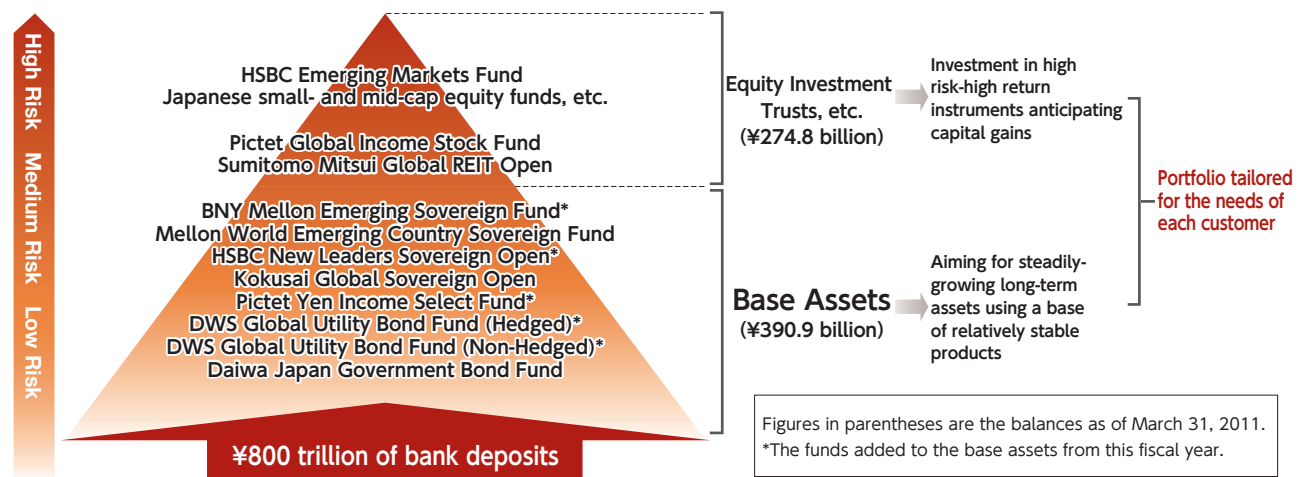 High Risk
Medium Risk
Low Risk
HSBC Emerging Markets Fund
Japanese small- and mid-cap equity funds, etc.
Pictet Global Income Stock Fund
Sumitomo Mitsui Global REIT Open
BNY Mellon Emerging Sovereign Fund*
Mellon World Emerging Country Sovereign Fund
HSBC New Leaders Sovereign Open*
Kokusai Global Sovereign Open
Pictet Yen Income Select Fund*
DWS Global Utility Bond Fund (Hedged)*
DWS Global Utility Bond Fund (Non-Hedged)*
Daiwa Japan Government Bond Fund
¥800 trillion of bank deposits
Equity Investment
Trusts, etc.
(¥274.8 billion)
Investment in high
risk-high return
instruments anticipating
capital gains
Base Assets
(¥390.9 billion)
Aiming for steadily-
growing long-term
assets using a base
of relatively stable
products
Portfolio tailored
for the needs of
each customer
Figures in parentheses are the balances as of March 31, 2011.
*The funds added to the base assets from this fiscal year.